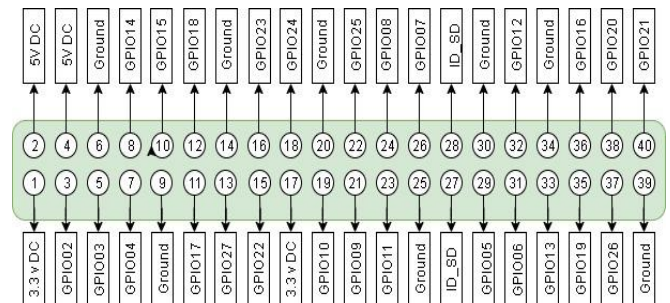 5V DC
5V DC
Ground
GPIO14
GPIO15
GPIO18
Ground
GPIO23
GPIO24
Ground
GPIO25
GPIO08
GPIO07
ID_SD
Ground
GPIO12
Ground
GPIO16
GPIO20
GPIO21
2 4 6 8 10 12 14 16 18 20 22 24 26 28 30 32 34 36 38 40
1 3 5 7 9 11 13 15 17 19 21 23 25 27 29 31 33 35 37 39
3.3 v DC
GPIO02
GPIO03
GPIO04
Ground
GPIO17
GPIO27
GPIO22
3.3 v DC
GPIO10
GPIO09
GPIO11
Ground
ID_SD
GPIO05
GPIO06
GPIO13
GPIO19
GPIO26
Ground